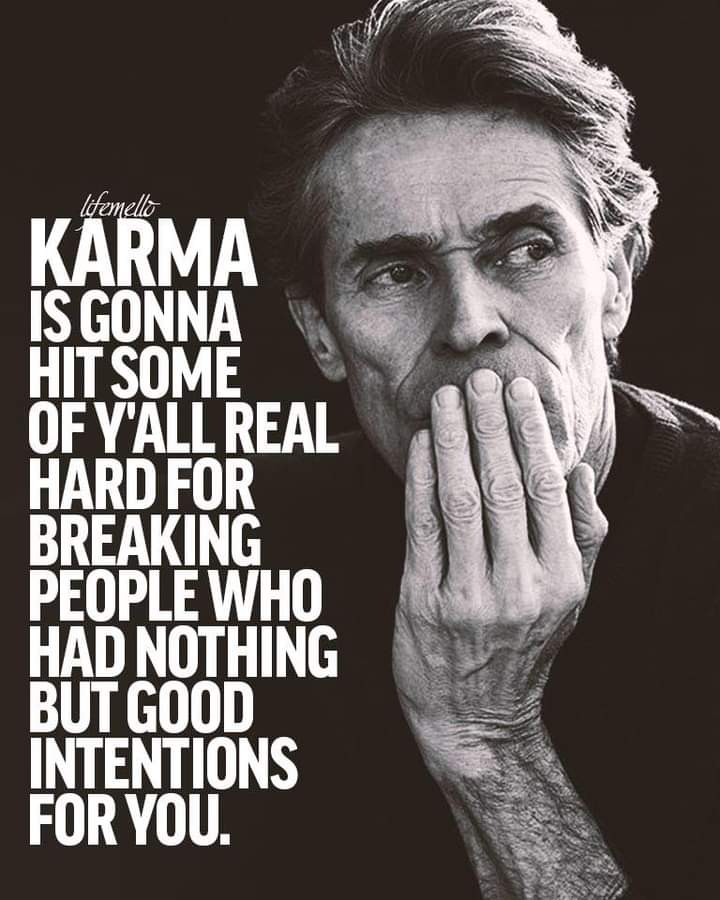 lifemello
KARMA
IS GONNA
HIT SOME
OF Y'ALL REAL
HARD FOR
BREAKING
PEOPLE WHO
HAD NOTHING
BUT GOOD
INTENTIONS
FOR YOU.